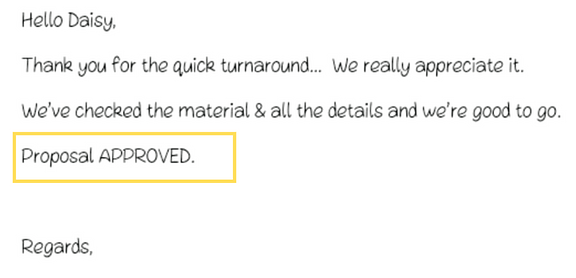 Hello Daisy,
Thank you for the quick turnaround... We really appreciate it.
We've checked the material & all the details and we're good to go.
Proposal APPROVED.
Regards,